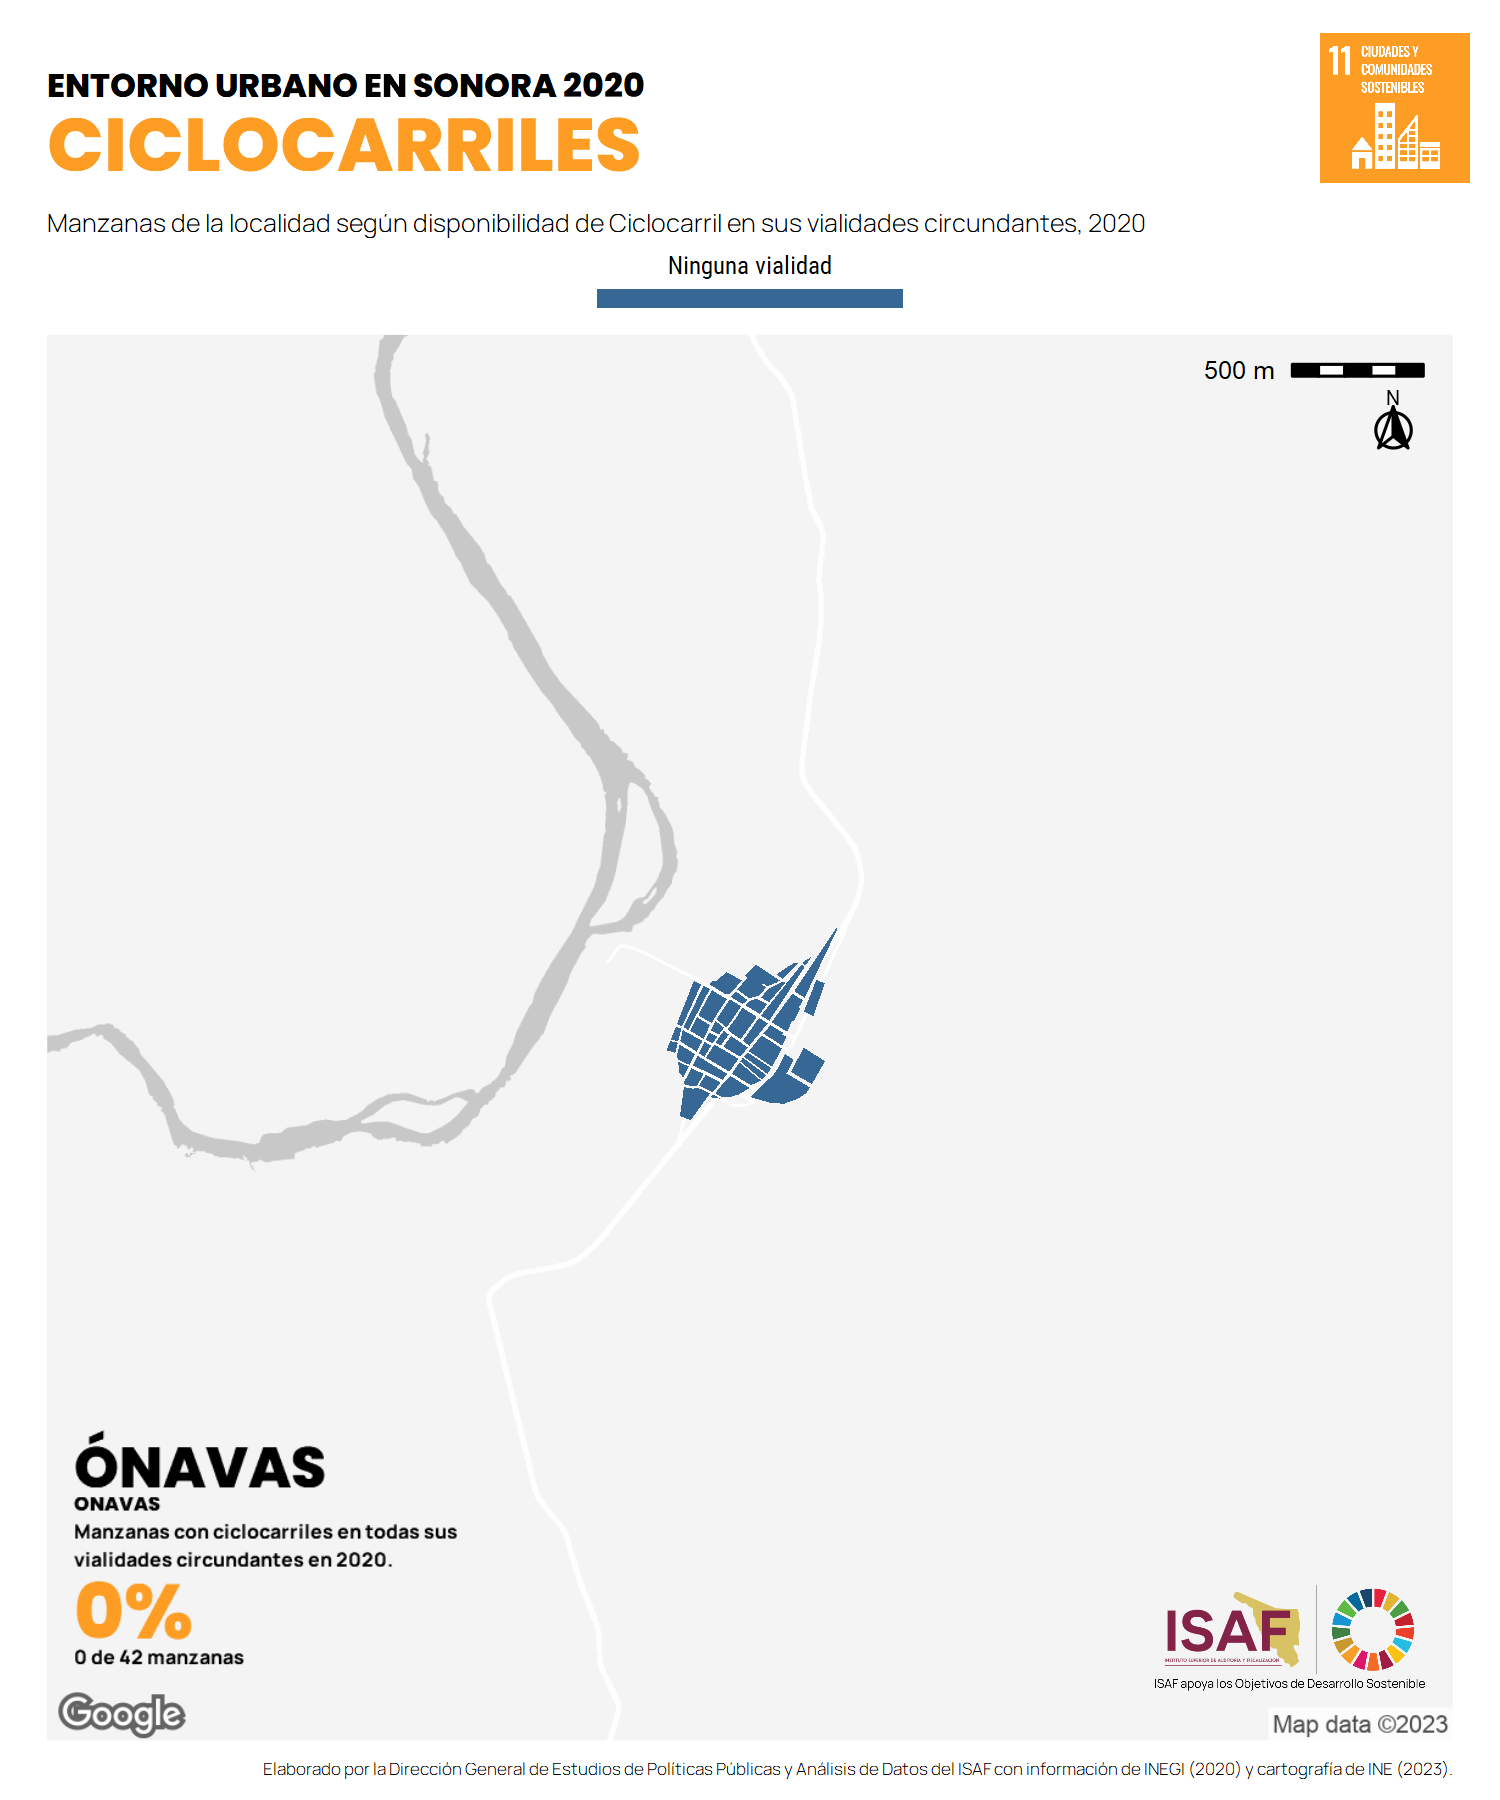 ENTORNO URBANO EN SONORA 2020
CICLOCARRILES
11 CIUDADES Y
COMUNIDADES
SOSTENIBLES
Manzanas de la localidad según disponibilidad de Ciclocarril en sus vialidades circundantes, 2020
Ninguna vialidad
500 m
N
ÓNAVAS
ONAVAS
Manzanas con ciclocarriles en todas sus
vialidades circundantes en 2020.
0%
0 de 42 manzanas
ISAF
INSTITUTO SUPERIOR DE AUDITORÍA Y FISCALIZACIÓN
ISAF apoya los Objetivos de Desarrollo Sostenible
Google
Map data ©2023
Elaborado por la Dirección General de Estudios de Políticas Públicas y Análisis de Datos del ISAF con información de INEGI (2020) y cartografía de INE (2023).